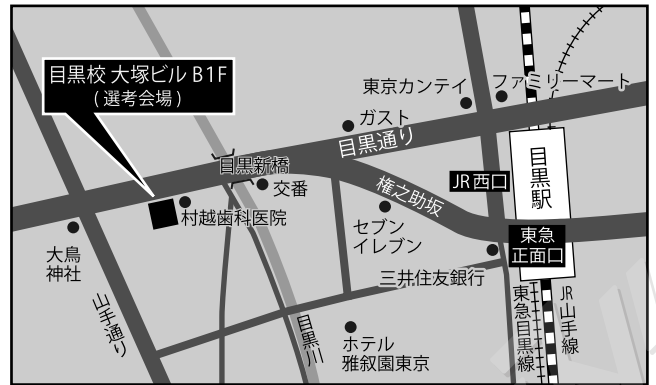 目黒校 大塚ビル B1F
(選考会場)
東京カンテイ
ファミリーマート
ガスト
目黒通り
目黒新橋
交番
村越歯科医院
権之助坂
JR西口
目黒駅
セブン
イレブン
東急
正面口
大鳥
神社
三井住友銀行
山手通り
目黒川
ホテル
雅叙園東京
東急目黒線
JR山手線